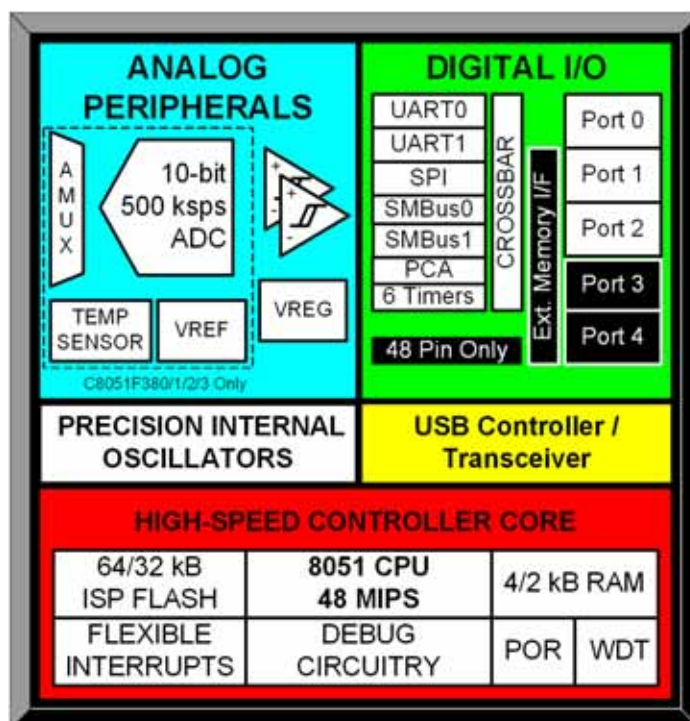 ANALOG
PERIPHERALS
AMUX
10-bit
500 ksps
ADC
+
-
+
-
TEMP
SENSOR
VREF
VREG
C8051F380/1/2/3 Only
DIGITAL I/O
UART0
UART1
SPI
SMBus0
SMBus1
PCA
6 Timers
CROSSBAR
Ext. Memory I/F
Port 0
Port 1
Port 2
Port 3
Port 4
48 Pin Only
PRECISION INTERNAL
OSCILLATORS
USB Controller /
Transceiver
HIGH-SPEED CONTROLLER CORE
64/32 kB
ISP FLASH
8051 CPU
48 MIPS
4/2 kB RAM
FLEXIBLE
INTERRUPTS
DEBUG
CIRCUITRY
POR
WDT